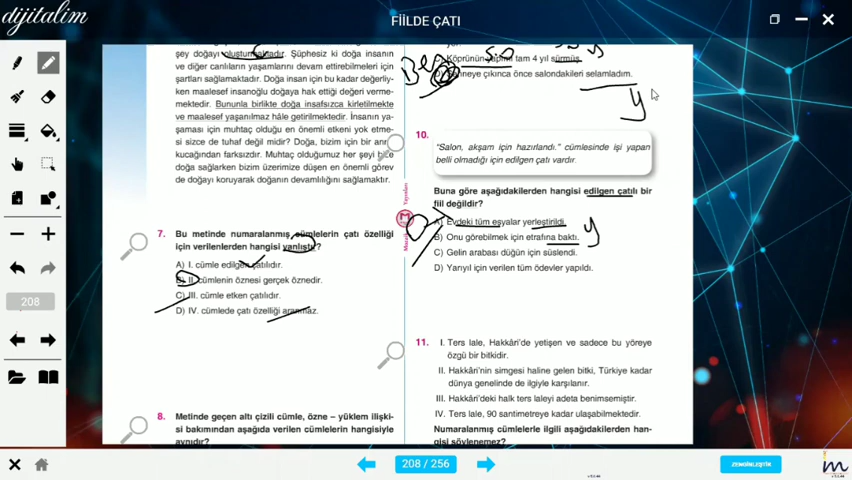 dijitalim
FİİLDE ÇATI
şey doğayı oluşturmaktadır. Şüphesiz ki doğa insanın
ve diğer canlıların yaşamlarını devam ettirebilmeleri için
şartları sağlamaktadır. Doğa insan için bu kadar değerliy-
ken maalesef insanoğlu doğaya hak ettiği değeri verme-
mektedir. Bununla birlikte doğa insafsızca kirletilmekte
ve maalesef yaşanılmaz hâle getirilmektedir. İnsanın ya-
şaması için muhtaç olduğu en önemli etkeni yok etme-
si sizce de tuhaf değil midir? Doğa, bizim için bir anne
kucağından farksızdır. Muhtaç olduğumuz her şeyi bize
doğa sağlarken bizim üzerimize düşen en önemli görev
de doğayı koruyarak doğanın devamlılığını sağlamaktır.
7. Bu metinde numaralanmış cümlelerin çatı özelliği
için verilenlerden hangisi yanlıştır?
A) I. cümle edilgen çatılıdır.
B) II. cümlenin öznesi gerçek öznedir.
C) III. cümle etken çatılıdır.
D) IV. cümlede çatı özelliği aranmaz.
8. Metinde geçen altı çizili cümle, özne – yüklem ilişki-
si bakımından aşağıda verilen cümlelerin hangisiyle
aynıdır?
C) Köprünün yapımı tam 4 yıl sürmüş.
D) Sahneye çıkınca önce salondakileri selamladım.
y
10.
"Salon, akşam için hazırlandı." cümlesinde işi yapan
belli olmadığı için edilgen çatı vardır.
Buna göre aşağıdakilerden hangisi edilgen çatılı bir
fiil değildir?
A) Evdeki tüm eşyalar yerleştirildi.
B) Onu görebilmek için etrafına baktı.
y
C) Gelin arabası düğün için süslendi.
D) Yarıyıl için verilen tüm ödevler yapıldı.
11. I. Ters lale, Hakkâri'de yetişen ve sadece bu yöreye
özgü bir bitkidir.
II. Hakkâri'nin simgesi haline gelen bitki, Türkiye kadar
dünya genelinde de ilgiyle karşılanır.
III. Hakkâri'deki halk ters laleyi adeta benimsemiştir.
IV. Ters lale, 90 santimetreye kadar ulaşabilmektedir.
Numaralanmış cümlelerle ilgili aşağıdakilerden han-
gisi söylenemez?
208
208 / 256
ZENGİNLEŞTİR